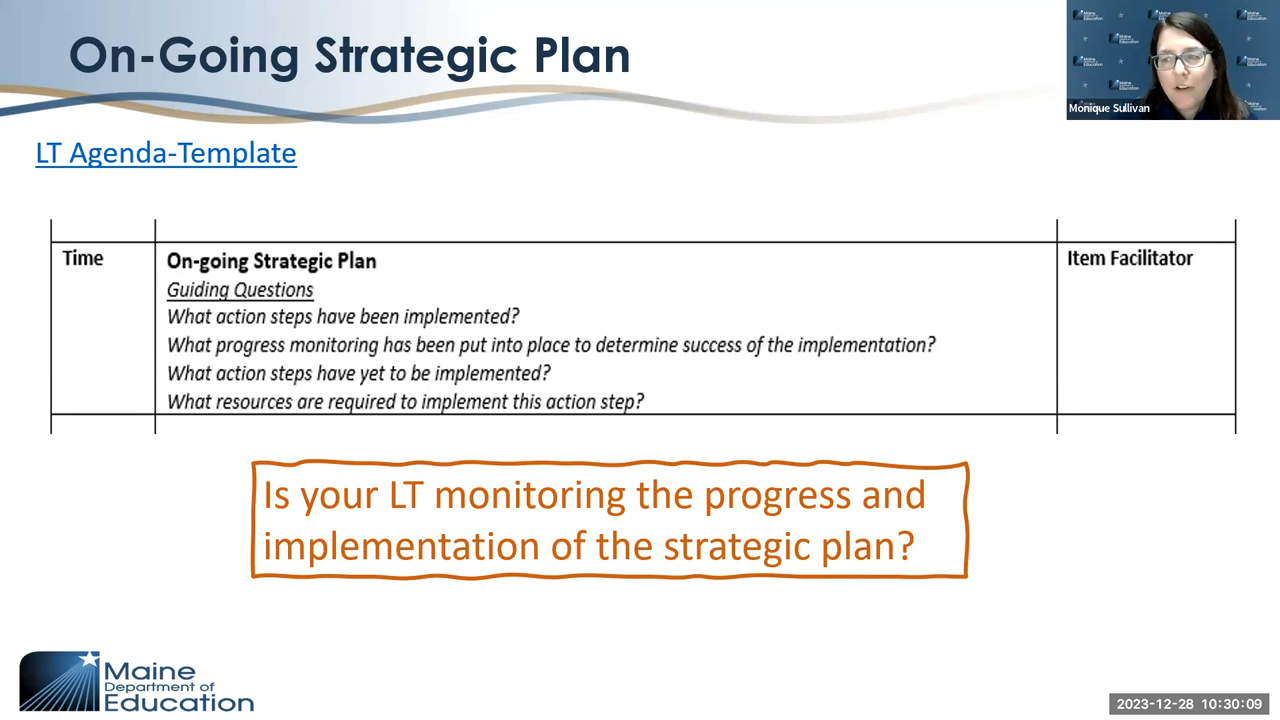 On-Going Strategic Plan
Monique Sullivan
LT Agenda-Template
Time
On-going Strategic Plan
Item Facilitator
Guiding Questions
What action steps have been implemented?
What progress monitoring has been put into place to determine success of the implementation?
What action steps have yet to be implemented?
What resources are required to implement this action step?
Is your LT monitoring the progress and
implementation of the strategic plan?
Maine
Department of
Education
2023-12-28 10:30:09